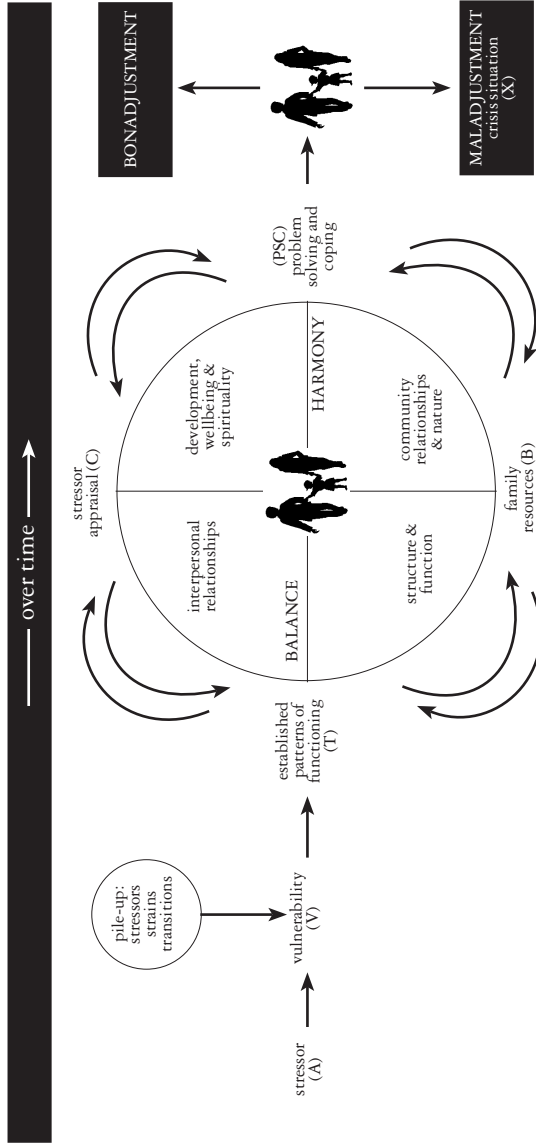 over time
BONADJUSTMENT
MALADJUSTMENT
crisis situation
(X)
pile-up:
stressors
strains
transitions
stressor
(A)
vulnerability
(V)
established
patterns of
functioning
(T)
stressor
appraisal (C)
interpersonal
relationships
development,
wellbeing &
spirituality
BALANCE
HARMONY
structure &
function
community
relationships
& nature
family
resources (B)
(PSC)
problem
solving and
coping